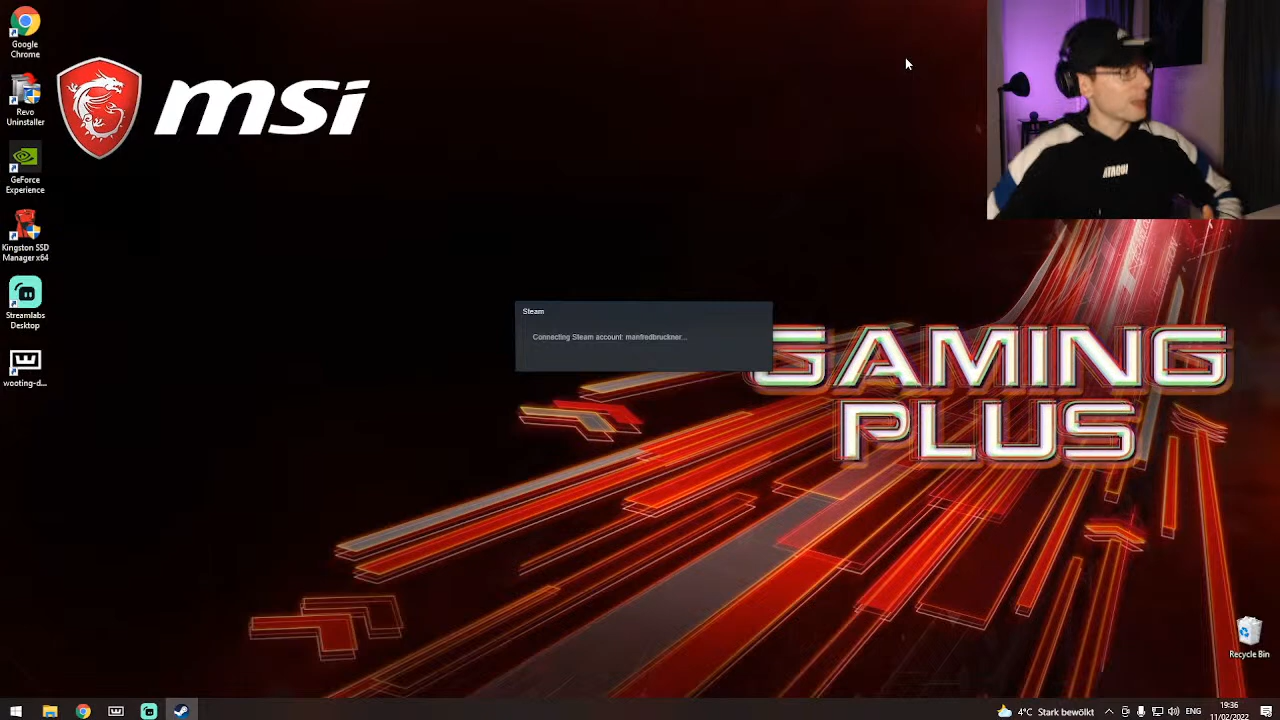 Google
Chrome
Revo
Uninstaller
GeForce
Experience
Kingston SSD
Manager x64
Streamlabs
Desktop
wooting-d...
msi
ATAQUI
Steam
Connecting Steam account: manfredbruckner...
GAMING
PLUS
Recycle Bin
4°C Stark bewölkt
ENG
19:36
11/02/2022